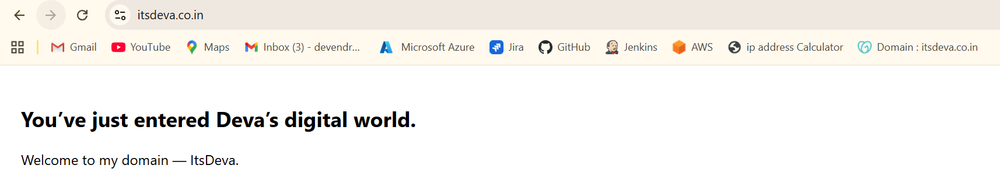 itsdeva.co.in
Gmail YouTube Maps Inbox (3) - devendr... Microsoft Azure Jira GitHub Jenkins AWS ip address Calculator Domain : itsdeva.co.in
You’ve just entered Deva’s digital world.
Welcome to my domain — ItsDeva.